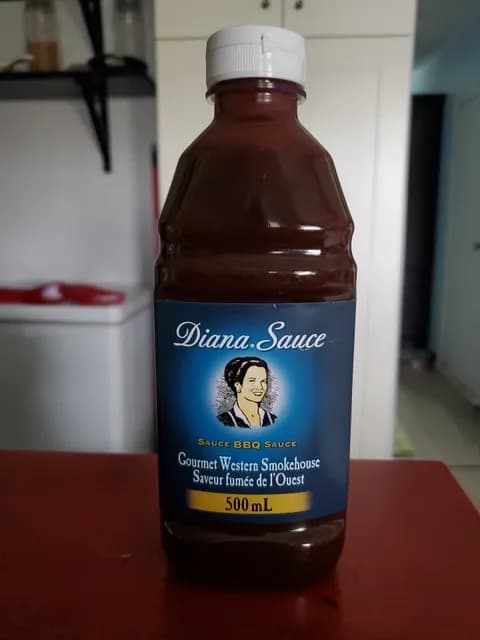 Diana Sauce
Sauce BBQ Sauce
Gourmet Western Smokehouse
Saveur fumée de l'Ouest
500 mL